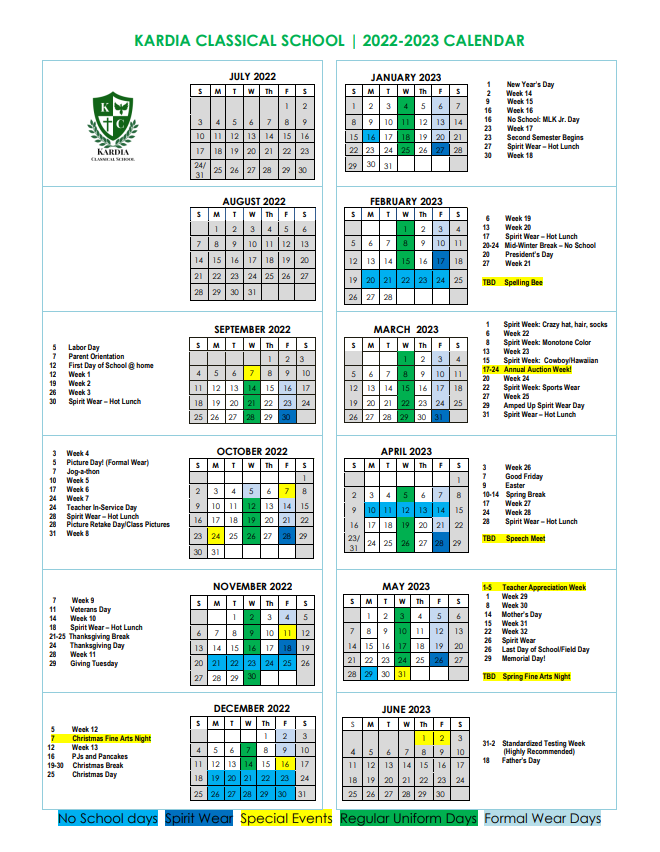 KARDIA CLASSICAL SCHOOL | 2022-2023 CALENDAR
K
C
KARDIA
CLASSICAL SCHOOL
JULY 2022
S M T W Th F S
1 2
3 4 5 6 7 8 9
10 11 12 13 14 15 16
17 18 19 20 21 22 23
24/ 25 26 27 28 29 30
31
AUGUST 2022
S M T W Th F S
1 2 3 4 5 6
7 8 9 10 11 12 13
14 15 16 17 18 19 20
21 22 23 24 25 26 27
28 29 30 31
5 Labor Day
7 Parent Orientation
12 First Day of School @ home
12 Week 1
19 Week 2
26 Week 3
30 Spirit Wear – Hot Lunch
SEPTEMBER 2022
S M T W Th F S
1 2 3
4 5 6 7 8 9 10
11 12 13 14 15 16 17
18 19 20 21 22 23 24
25 26 27 28 29 30
3 Week 4
5 Picture Day! (Formal Wear)
7 Jog-a-thon
10 Week 5
17 Week 6
24 Week 7
24 Teacher In-Service Day
28 Spirit Wear – Hot Lunch
28 Picture Retake Day/Class Pictures
31 Week 8
OCTOBER 2022
S M T W Th F S
1
2 3 4 5 6 7 8
9 10 11 12 13 14 15
16 17 18 19 20 21 22
23 24 25 26 27 28 29
30 31
7 Week 9
11 Veterans Day
14 Week 10
18 Spirit Wear – Hot Lunch
21-25 Thanksgiving Break
24 Thanksgiving Day
28 Week 11
29 Giving Tuesday
NOVEMBER 2022
S M T W Th F S
1 2 3 4 5
6 7 8 9 10 11 12
13 14 15 16 17 18 19
20 21 22 23 24 25 26
27 28 29 30
5 Week 12
7 Christmas Fine Arts Night
12 Week 13
16 PJs and Pancakes
19-30 Christmas Break
25 Christmas Day
DECEMBER 2022
S M T W Th F S
1 2 3
4 5 6 7 8 9 10
11 12 13 14 15 16 17
18 19 20 21 22 23 24
25 26 27 28 29 30 31
JANUARY 2023
S M T W Th F S
1 2 3 4 5 6 7
8 9 10 11 12 13 14
15 16 17 18 19 20 21
22 23 24 25 26 27 28
29 30 31
1 New Year's Day
2 Week 14
9 Week 15
16 Week 16
16 No School: MLK Jr. Day
23 Week 17
23 Second Semester Begins
27 Spirit Wear – Hot Lunch
30 Week 18
FEBRUARY 2023
S M T W Th F S
1 2 3 4
5 6 7 8 9 10 11
12 13 14 15 16 17 18
19 20 21 22 23 24 25
26 27 28
6 Week 19
13 Week 20
17 Spirit Wear – Hot Lunch
20-24 Mid-Winter Break – No School
20 President's Day
27 Week 21
TBD Spelling Bee
MARCH 2023
S M T W Th F S
1 2 3 4
5 6 7 8 9 10 11
12 13 14 15 16 17 18
19 20 21 22 23 24 25
26 27 28 29 30 31
1 Spirit Week: Crazy hat, hair, socks
6 Week 22
8 Spirit Week: Monotone Color
13 Week 23
15 Spirit Week: Cowboy/Hawaiian
17-24 Annual Auction Week!
20 Week 24
22 Spirit Week: Sports Wear
27 Week 25
29 Amped Up Spirit Wear Day
31 Spirit Wear – Hot Lunch
APRIL 2023
S M T W Th F S
1
2 3 4 5 6 7 8
9 10 11 12 13 14 15
16 17 18 19 20 21 22
23/ 24 25 26 27 28 29
31
3 Week 26
7 Good Friday
9 Easter
10-14 Spring Break
17 Week 27
24 Week 28
28 Spirit Wear – Hot Lunch
TBD Speech Meet
MAY 2023
S M T W Th F S
1 2 3 4 5 6
7 8 9 10 11 12 13
14 15 16 17 18 19 20
21 22 23 24 25 26 27
28 29 30 31
1-5 Teacher Appreciation Week
1 Week 29
8 Week 30
14 Mother's Day
15 Week 31
22 Week 32
26 Spirit Wear
26 Last Day of School/Field Day
29 Memorial Day!
TBD Spring Fine Arts Night
JUNE 2023
S M T W Th F S
1 2 3
4 5 6 7 8 9 10
11 12 13 14 15 16 17
18 19 20 21 22 23 24
25 26 27 28 29 30
31-2 Standardized Testing Week
(Highly Recommended)
18 Father's Day
No School days Spirit Wear Special Events Regular Uniform Days Formal Wear Days